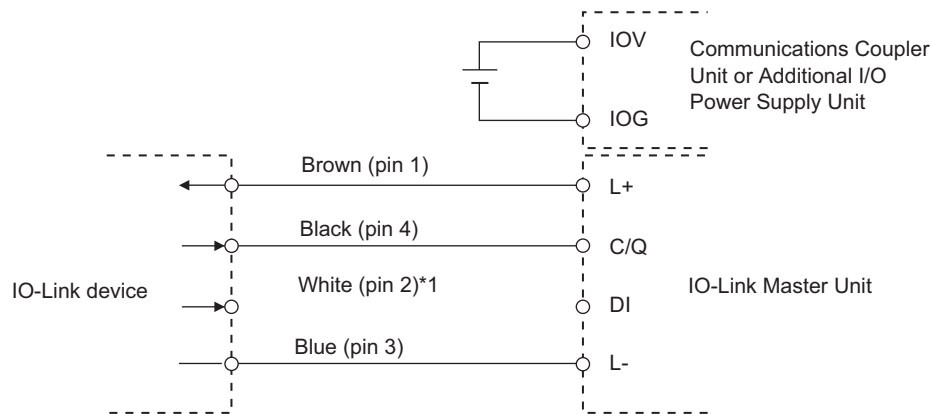 IOV
Communications Coupler
Unit or Additional I/O
Power Supply Unit
IOG
Brown (pin 1)
L+
Black (pin 4)
C/Q
IO-Link device
White (pin 2)*1
DI
IO-Link Master Unit
Blue (pin 3)
L-